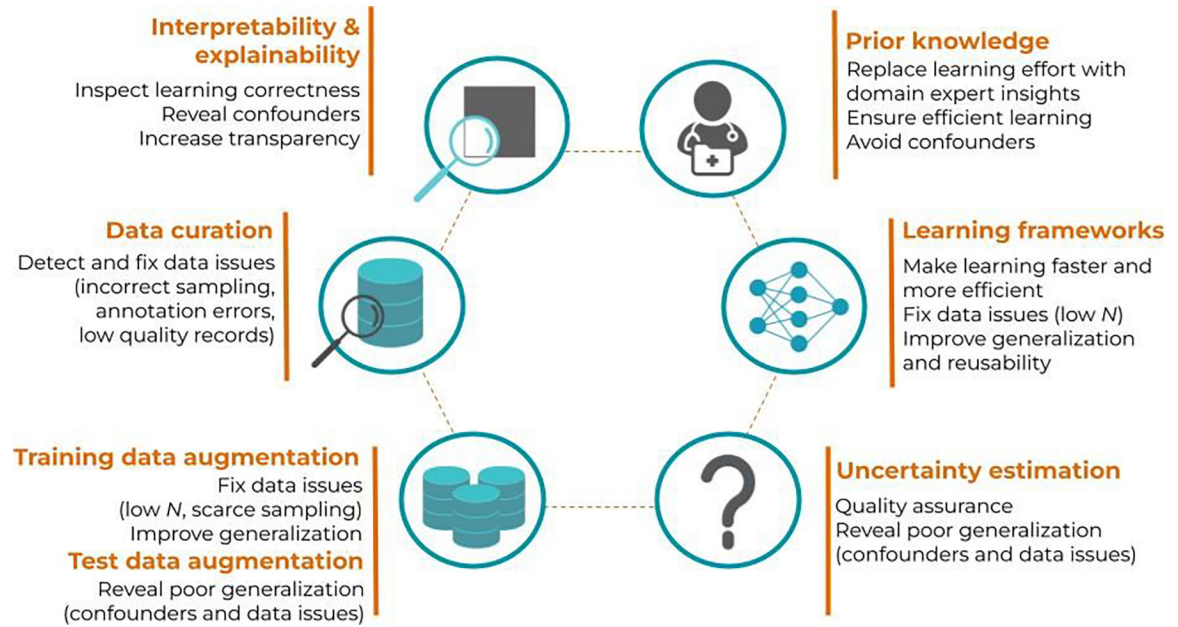 Interpretability &
explainability
Inspect learning correctness
Reveal confounders
Increase transparency
Prior knowledge
Replace learning effort with
domain expert insights
Ensure efficient learning
Avoid confounders
Data curation
Detect and fix data issues
(incorrect sampling,
annotation errors,
low quality records)
Learning frameworks
Make learning faster and
more efficient
Fix data issues (low N)
Improve generalization
and reusability
Training data augmentation
Fix data issues
(low N, scarce sampling)
Improve generalization
Test data augmentation
Reveal poor generalization
(confounders and data issues)
Uncertainty estimation
Quality assurance
Reveal poor generalization
(confounders and data issues)